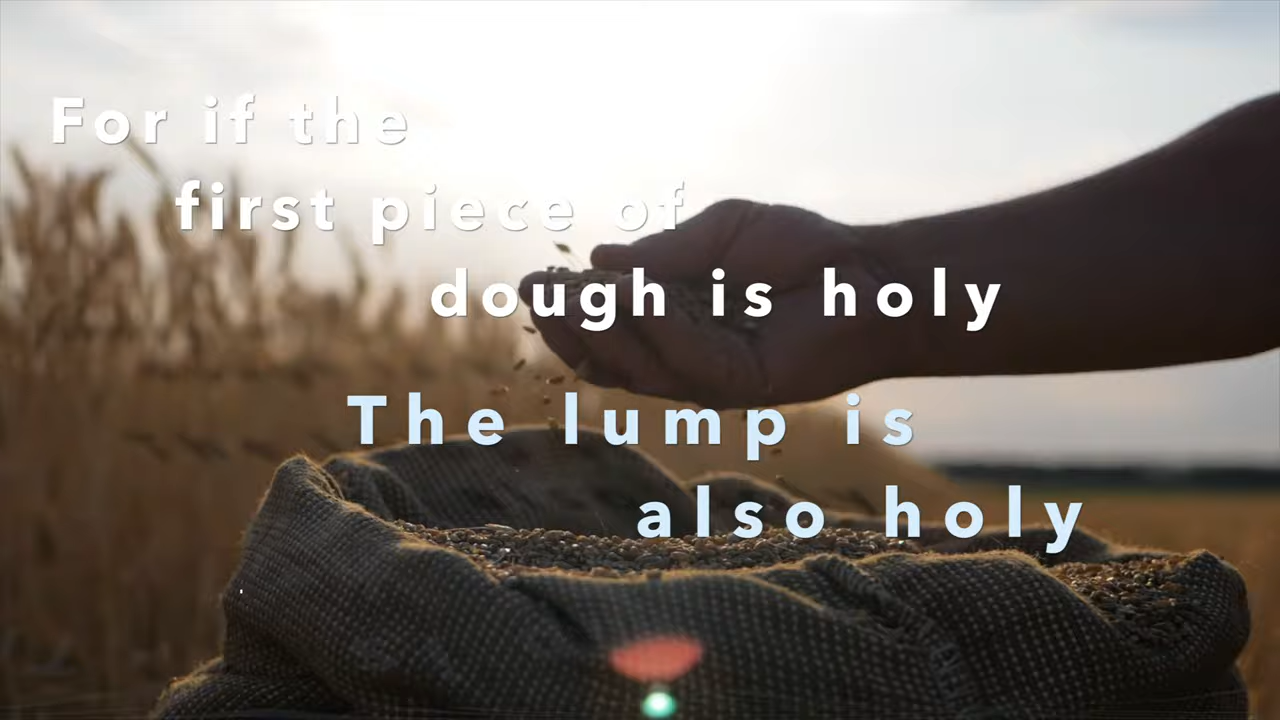 For if the
first piece of
dough is holy
The lump is
also holy